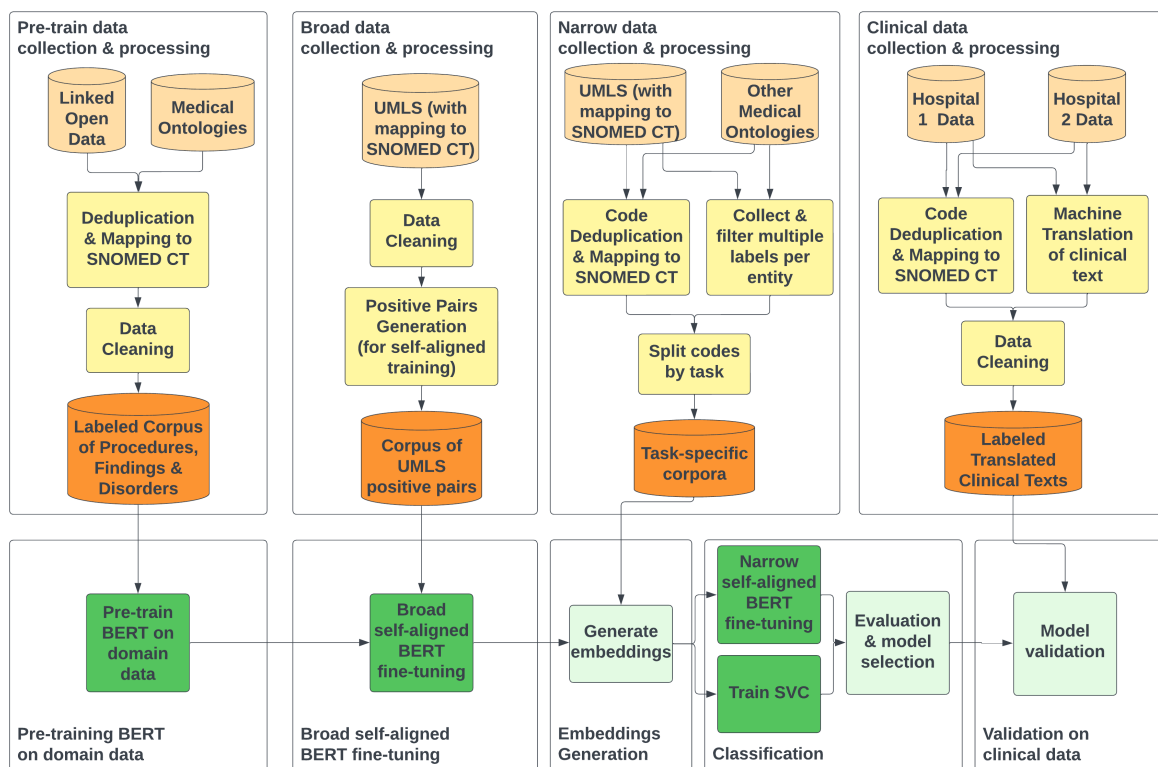 Pre-train data
collection & processing
Linked
Open
Data
Medical
Ontologies
Deduplication
& Mapping to
SNOMED CT
Data
Cleaning
Labeled Corpus
of Procedures,
Findings &
Disorders
Broad data
collection & processing
UMLS (with
mapping to
SNOMED CT)
Data
Cleaning
Positive Pairs
Generation
(for self-aligned
training)
Corpus of
UMLS
positive pairs
Narrow data
collection & processing
UMLS (with
mapping to
SNOMED CT)
Other
Medical
Ontologies
Code
Deduplication
& Mapping to
SNOMED CT
Collect &
filter multiple
labels per
entity
Split codes
by task
Task-specific
corpora
Clinical data
collection & processing
Hospital
1 Data
Hospital
2 Data
Code
Deduplication
& Mapping to
SNOMED CT
Machine
Translation
of clinical
text
Data
Cleaning
Labeled
Translated
Clinical Texts
Pre-train
BERT on
domain
data
Pre-training BERT
on domain data
Broad
self-aligned
BERT
fine-tuning
Broad self-aligned
BERT fine-tuning
Generate
embeddings
Embeddings
Generation
Narrow
self-aligned
BERT
fine-tuning
Train SVC
Evaluation
& model
selection
Classification
Model
validation
Validation on
clinical data